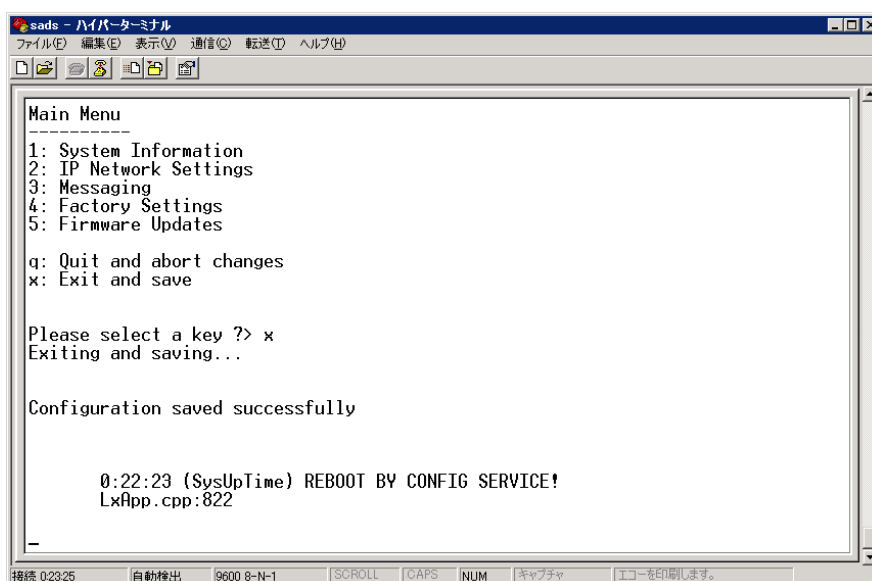 sads - ハイパーターミナル
ファイル(F) 編集(E) 表示(V) 通信(C) 転送(T) ヘルプ(H)
Main Menu
----------
1: System Information
2: IP Network Settings
3: Messaging
4: Factory Settings
5: Firmware Updates
q: Quit and abort changes
x: Exit and save
Please select a key ?> x
Exiting and saving...
Configuration saved successfully
0:22:23 (SysUpTime) REBOOT BY CONFIG SERVICE!
LxApp.cpp:822
_
接続 0:23:25 自動検出 9600 8-N-1 SCROLL CAPS NUM キャプチャ エコーを印刷します。